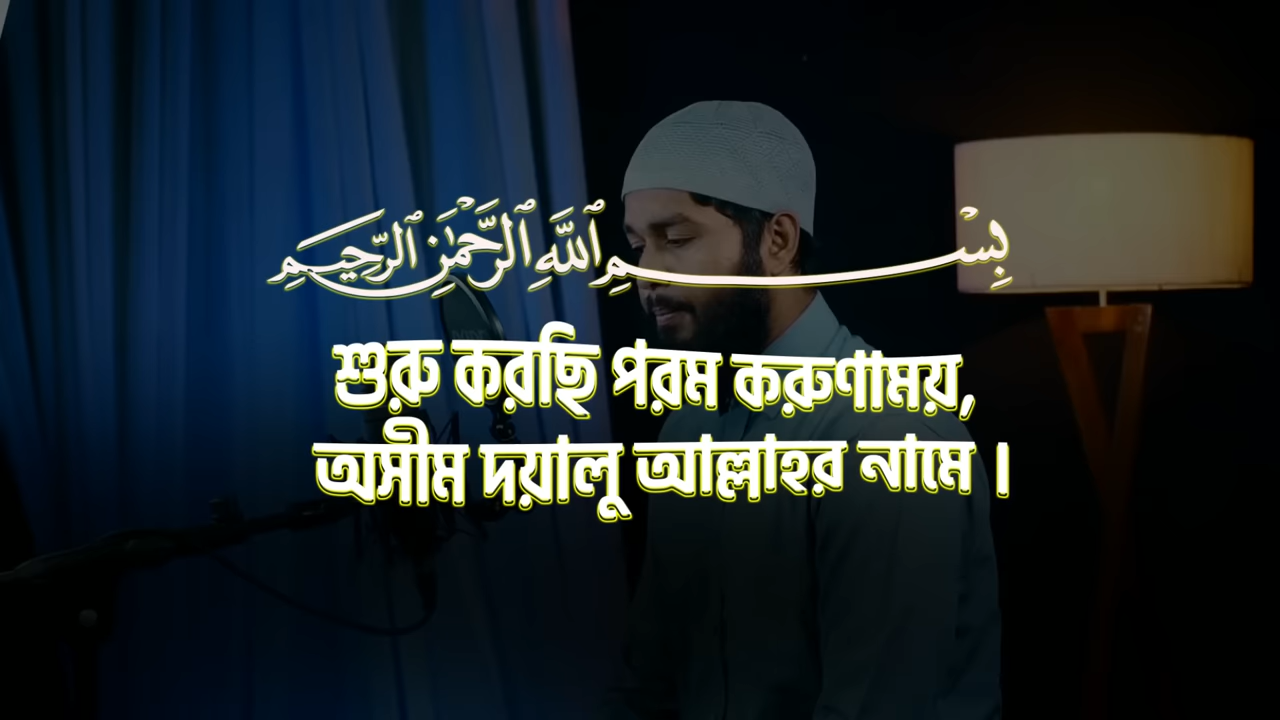 بِسْمِ ٱللَّهِ ٱلرَّحْمَٰنِ ٱلرَّحِيمِ
শুরু করছি পরম করুণাময়,
অসীম দয়ালু আল্লাহর নামে ।